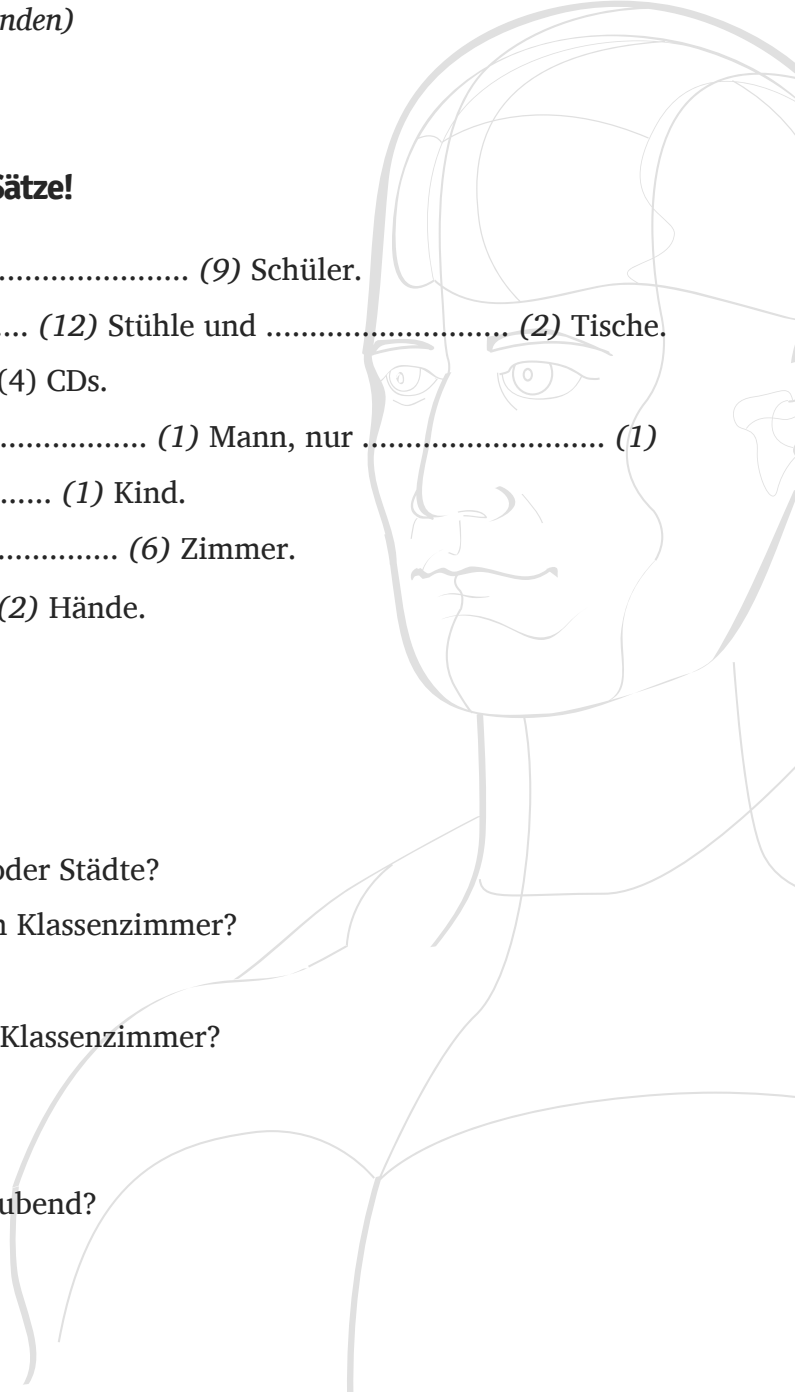 nden)
Sätze!
...................... (9) Schüler.
.... (12) Stühle und ............................ (2) Tische.
(4) CDs.
................. (1) Mann, nur ............................ (1)
...... (1) Kind.
.............. (6) Zimmer.
(2) Hände.
oder Städte?
n Klassenzimmer?
Klassenzimmer?
ubend?